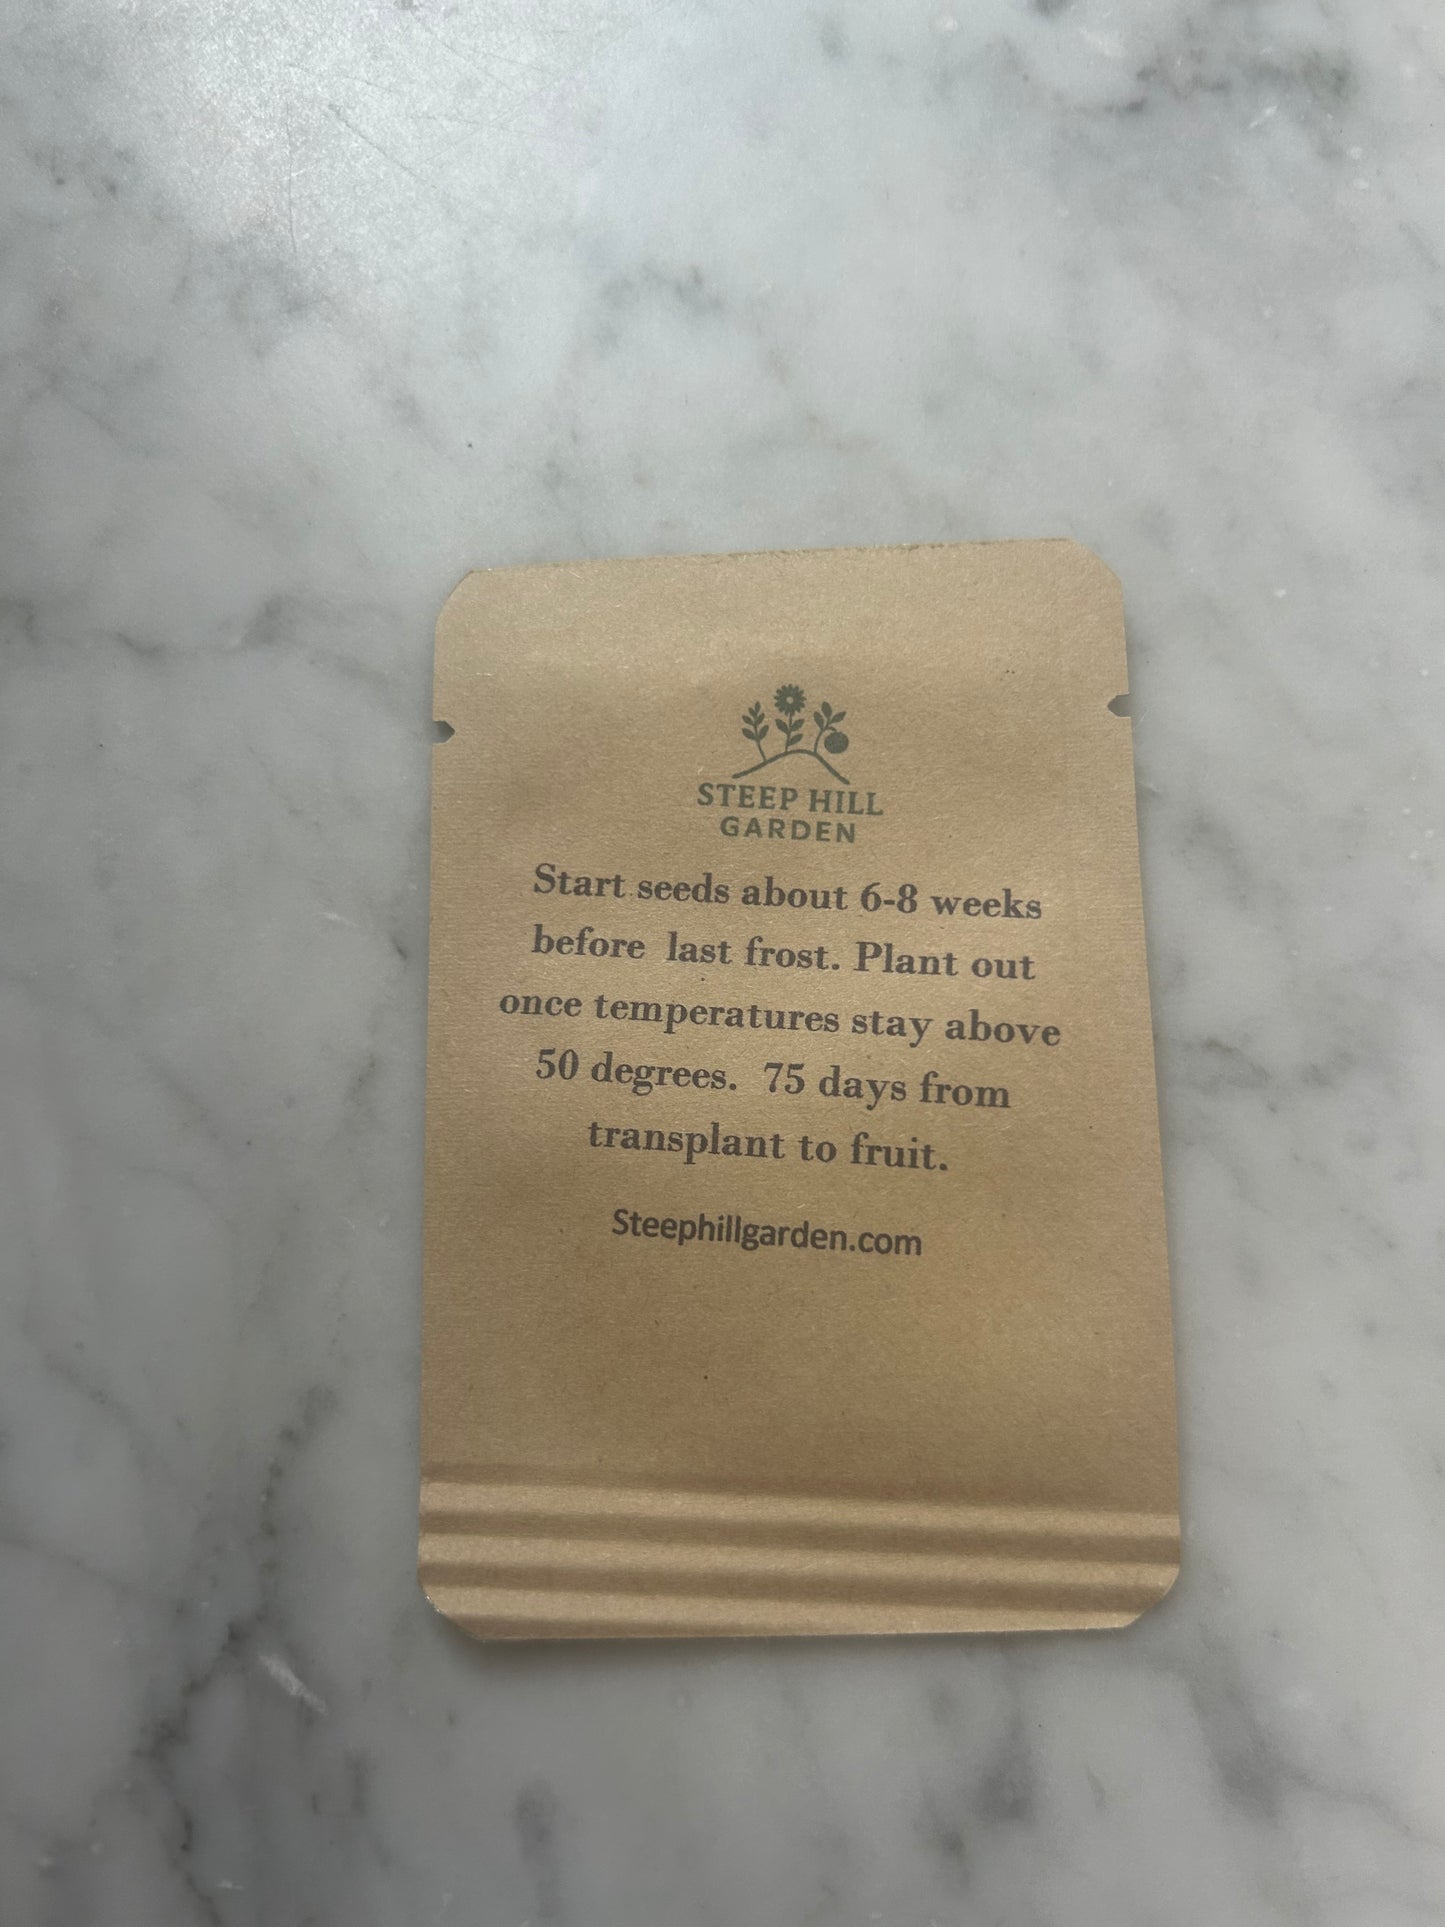 STEEP HILL
GARDEN
Start seeds about 6-8 weeks
before last frost. Plant out
once temperatures stay above
50 degrees. 75 days from
transplant to fruit.
Steephillgarden.com